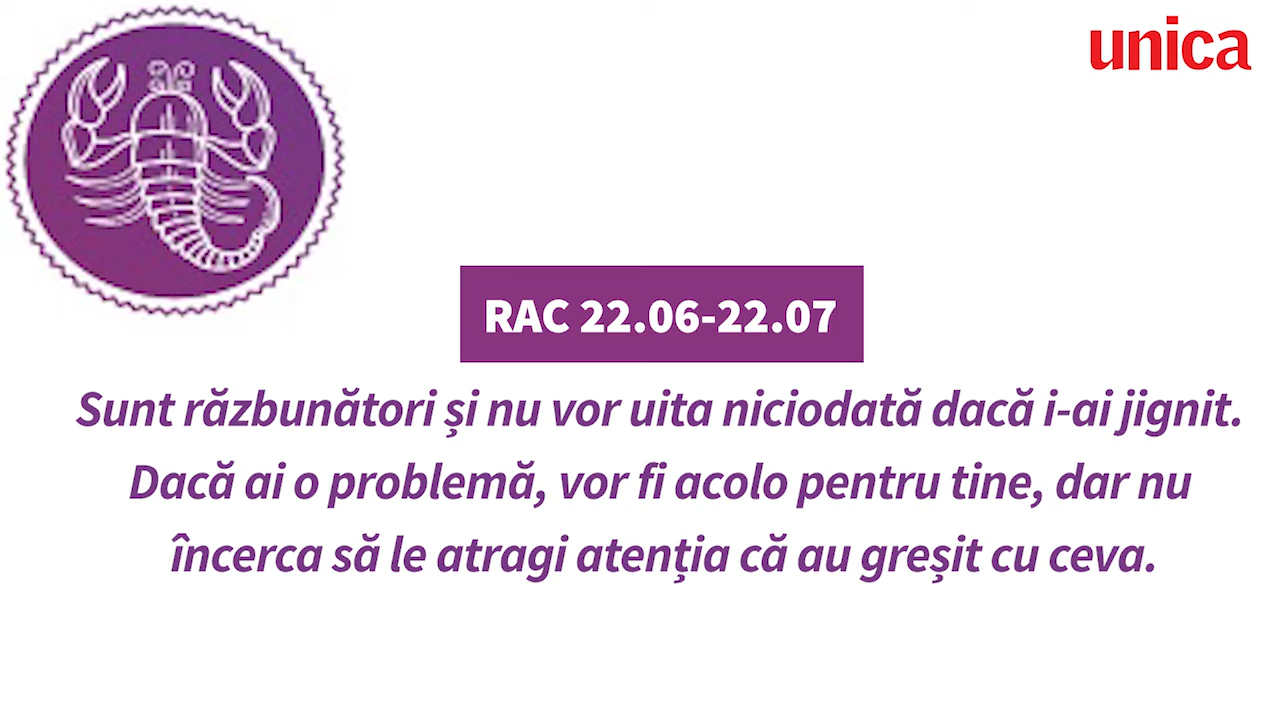 unica
RAC 22.06-22.07
Sunt răzbunători și nu vor uita niciodată dacă i-ai jignit.
Dacă ai o problemă, vor fi acolo pentru tine, dar nu
încerca să le atragi atenția că au greșit cu ceva.